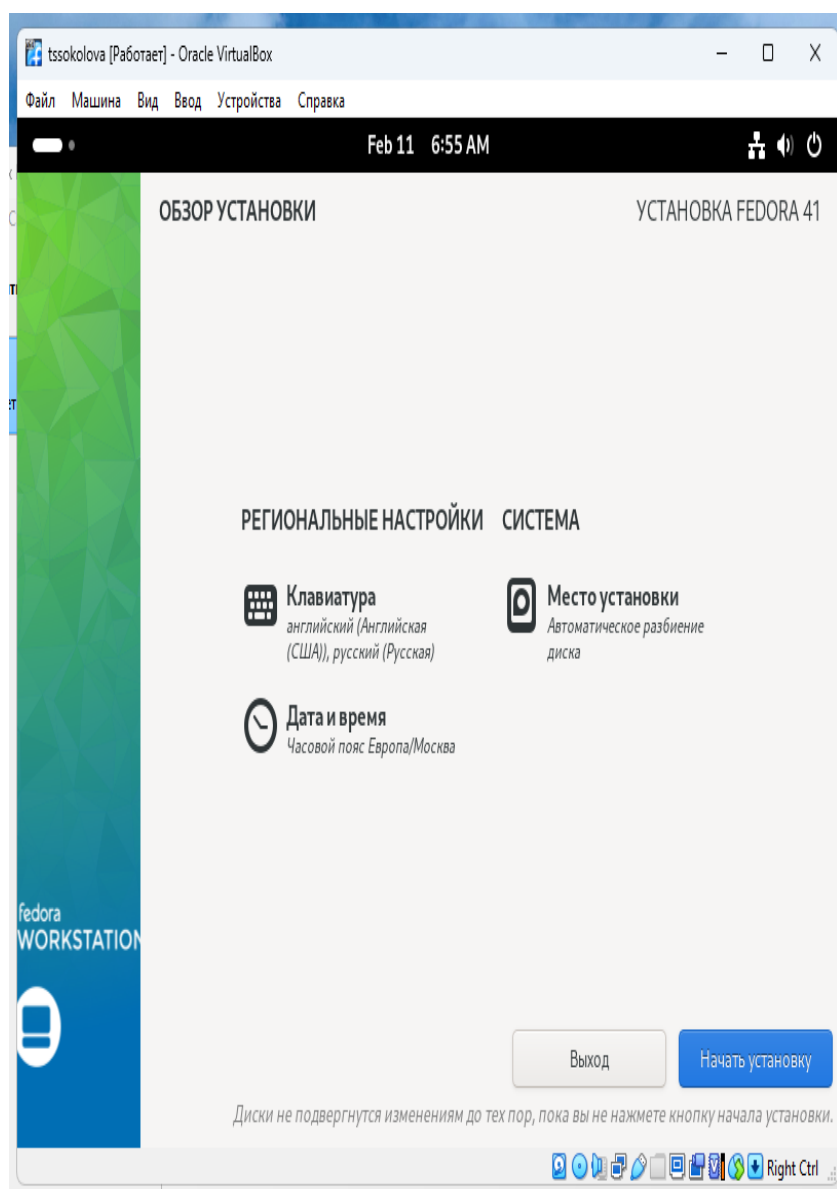 tssokolova [Работает] - Oracle VirtualBox
Файл Машина Вид Ввод Устройства Справка
Feb 11 6:55 AM
ОБЗОР УСТАНОВКИ
УСТАНОВКА FEDORA 41
РЕГИОНАЛЬНЫЕ НАСТРОЙКИ
Клавиатура
английский (Английская
(США)), русский (Русская)
Дата и время
Часовой пояс Европа/Москва
СИСТЕМА
Место установки
Автоматическое разбиение
диска
fedora
WORKSTATION
Выход
Начать установку
Диски не подвергнутся изменениям до тех пор, пока вы не нажмете кнопку начала установки.
Right Ctrl